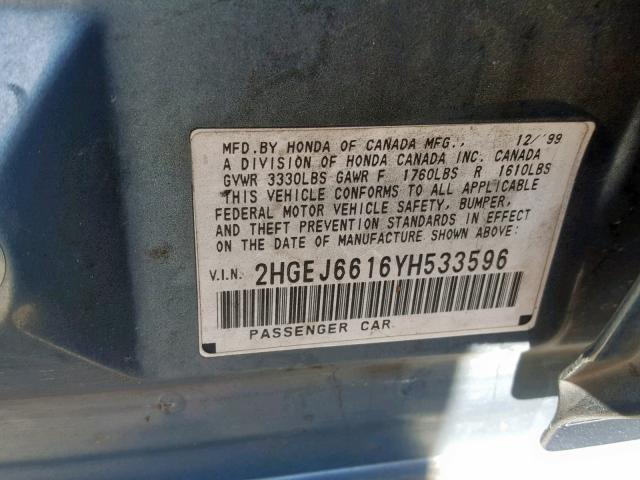 MFD.BY HONDA OF CANADA MFG., 12/'99
A DIVISION OF HONDA CANADA INC. CANADA
GVWR 3330LBS GAWR F 1760LBS R 1610LBS
THIS VEHICLE CONFORMS TO ALL APPLICABLE
FEDERAL MOTOR VEHICLE SAFETY, BUMPER,
AND THEFT PREVENTION STANDARDS IN EFFECT
ON THE DATE OF MANUFACTURE SHOWN ABOVE:
V.I.N. 2HGEJ6616YH533596
PASSENGER CAR